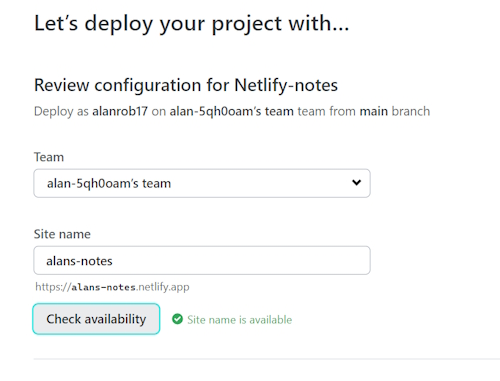 Let's deploy your project with...
Review configuration for Netlify-notes
Deploy as alanrob17 on alan-5qh0oam's team team from main branch
Team
alan-5qh0oam's team
Site name
alans-notes
https://alans-notes.netlify.app
Check availability Site name is available